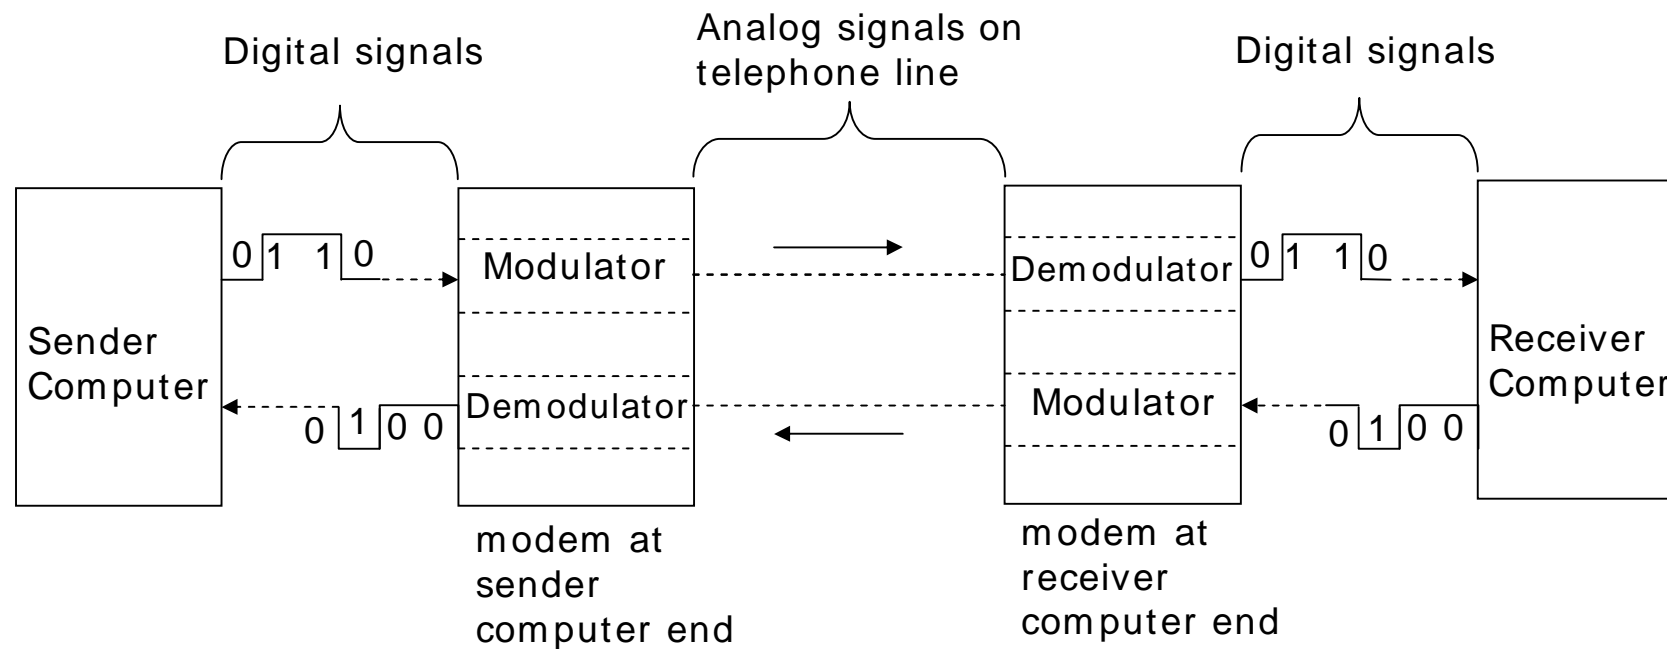 Digital signals
Analog signals on
telephone line
Digital signals
0 1 1 0
Modulator
Demodulator
0 1 1 0
Sender
Computer
Receiver
Computer
0 1 0 0
Demodulator
Modulator
0 1 0 0
modem at
sender
computer end
modem at
receiver
computer end